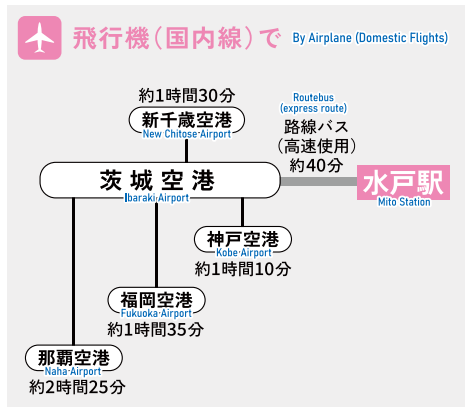 飛行機（国内線）で By Airplane (Domestic Flights)
約1時間30分
新千歳空港
New Chitose Airport
Routebus
(express route)
路線バス
（高速使用）
約40分
茨城空港
Ibaraki Airport
水戸駅
Mito Station
神戸空港
Kobe Airport
約1時間10分
福岡空港
Fukuoka Airport
約1時間35分
那覇空港
Naha Airport
約2時間25分